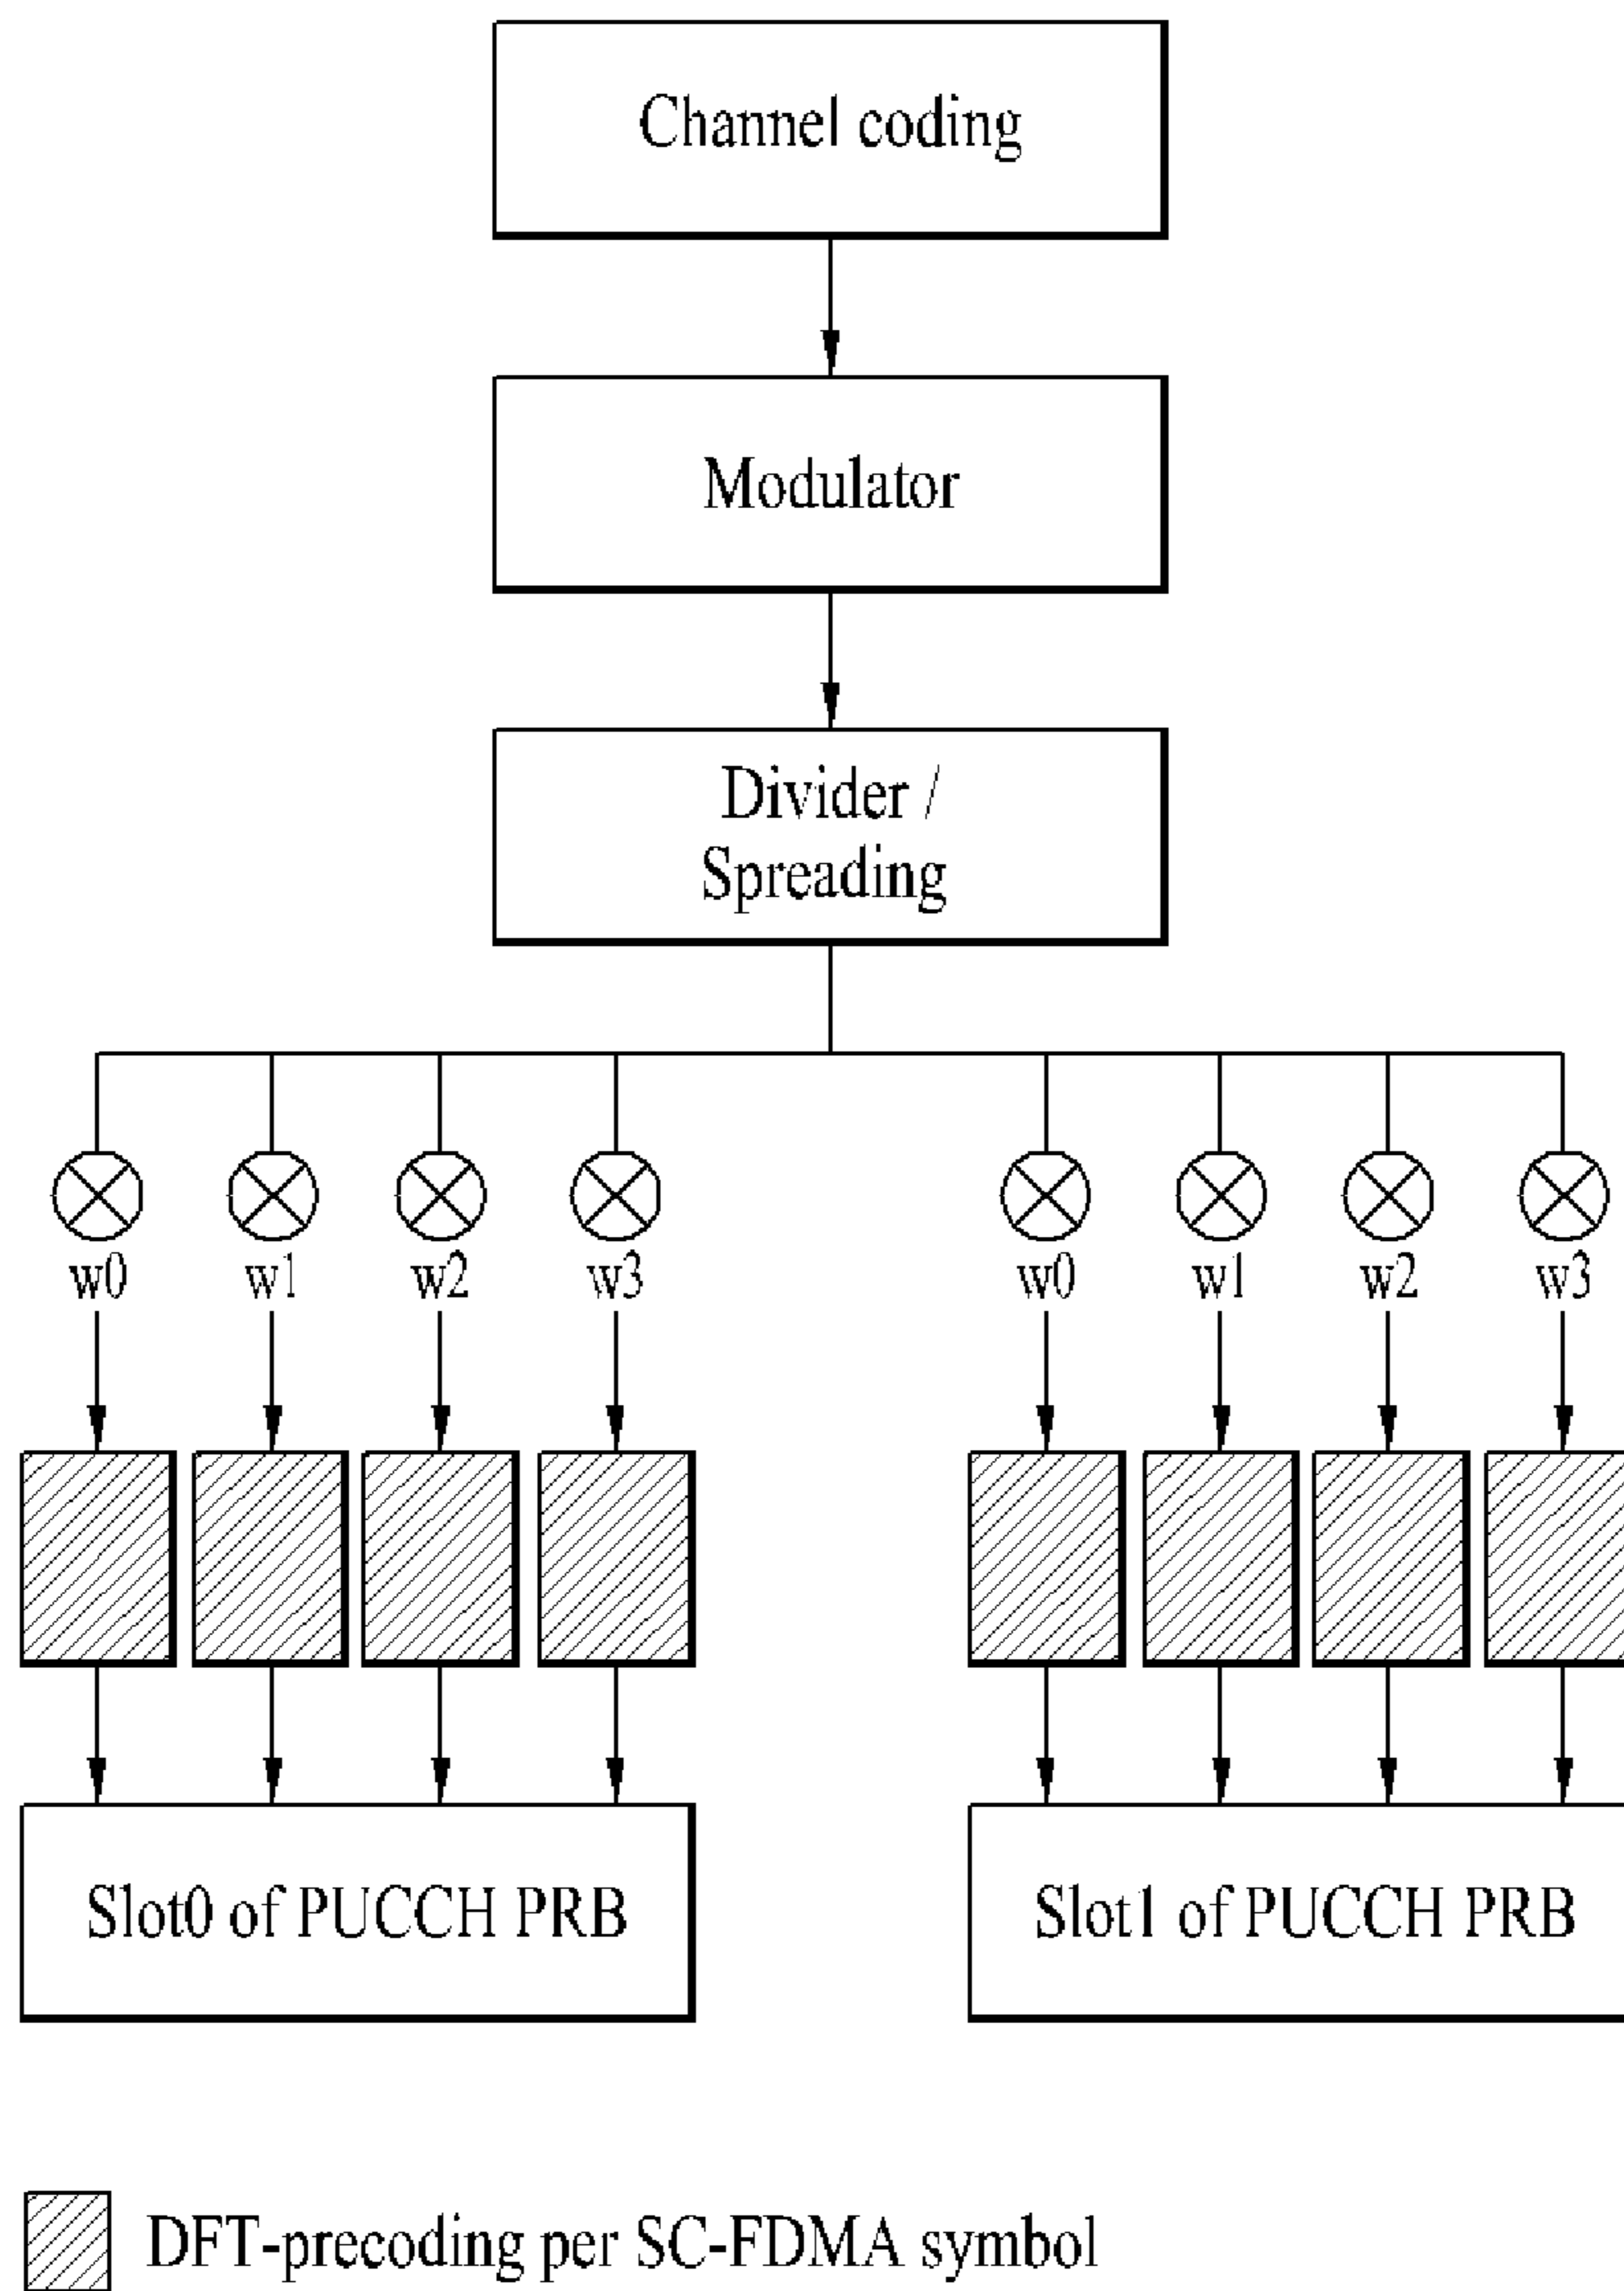 Channel coding
Modulator
Divider /
Spreading
w0 w1 w2 w3 w0 w1 w2 w3
Slot0 of PUCCH PRB Slot1 of PUCCH PRB
DFT-precoding per SC-FDMA symbol